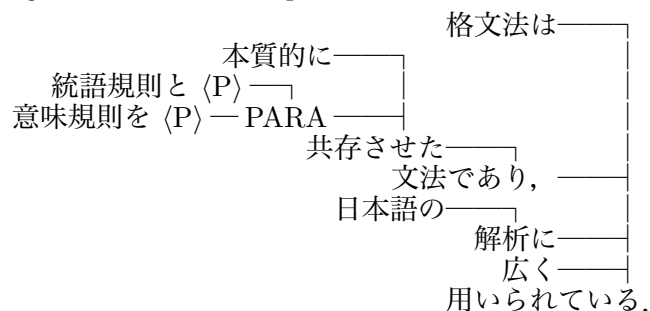 格文法は
本質的に
統語規則と 〈P〉
意味規則を 〈P〉 PARA
共存させた
文法であり，
日本語の
解析に
広く
用いられている．